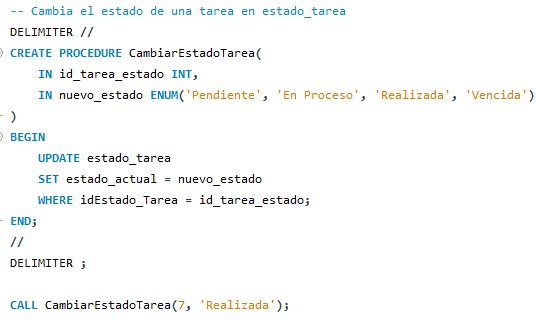 -- Cambia el estado de una tarea en estado_tarea
DELIMITER //
CREATE PROCEDURE CambiarEstadoTarea(
    IN id_tarea_estado INT,
    IN nuevo_estado ENUM('Pendiente', 'En Proceso', 'Realizada', 'Vencida')
)
BEGIN
    UPDATE estado_tarea
    SET estado_actual = nuevo_estado
    WHERE idEstado_Tarea = id_tarea_estado;
END;
//
DELIMITER ;
CALL CambiarEstadoTarea(7, 'Realizada');